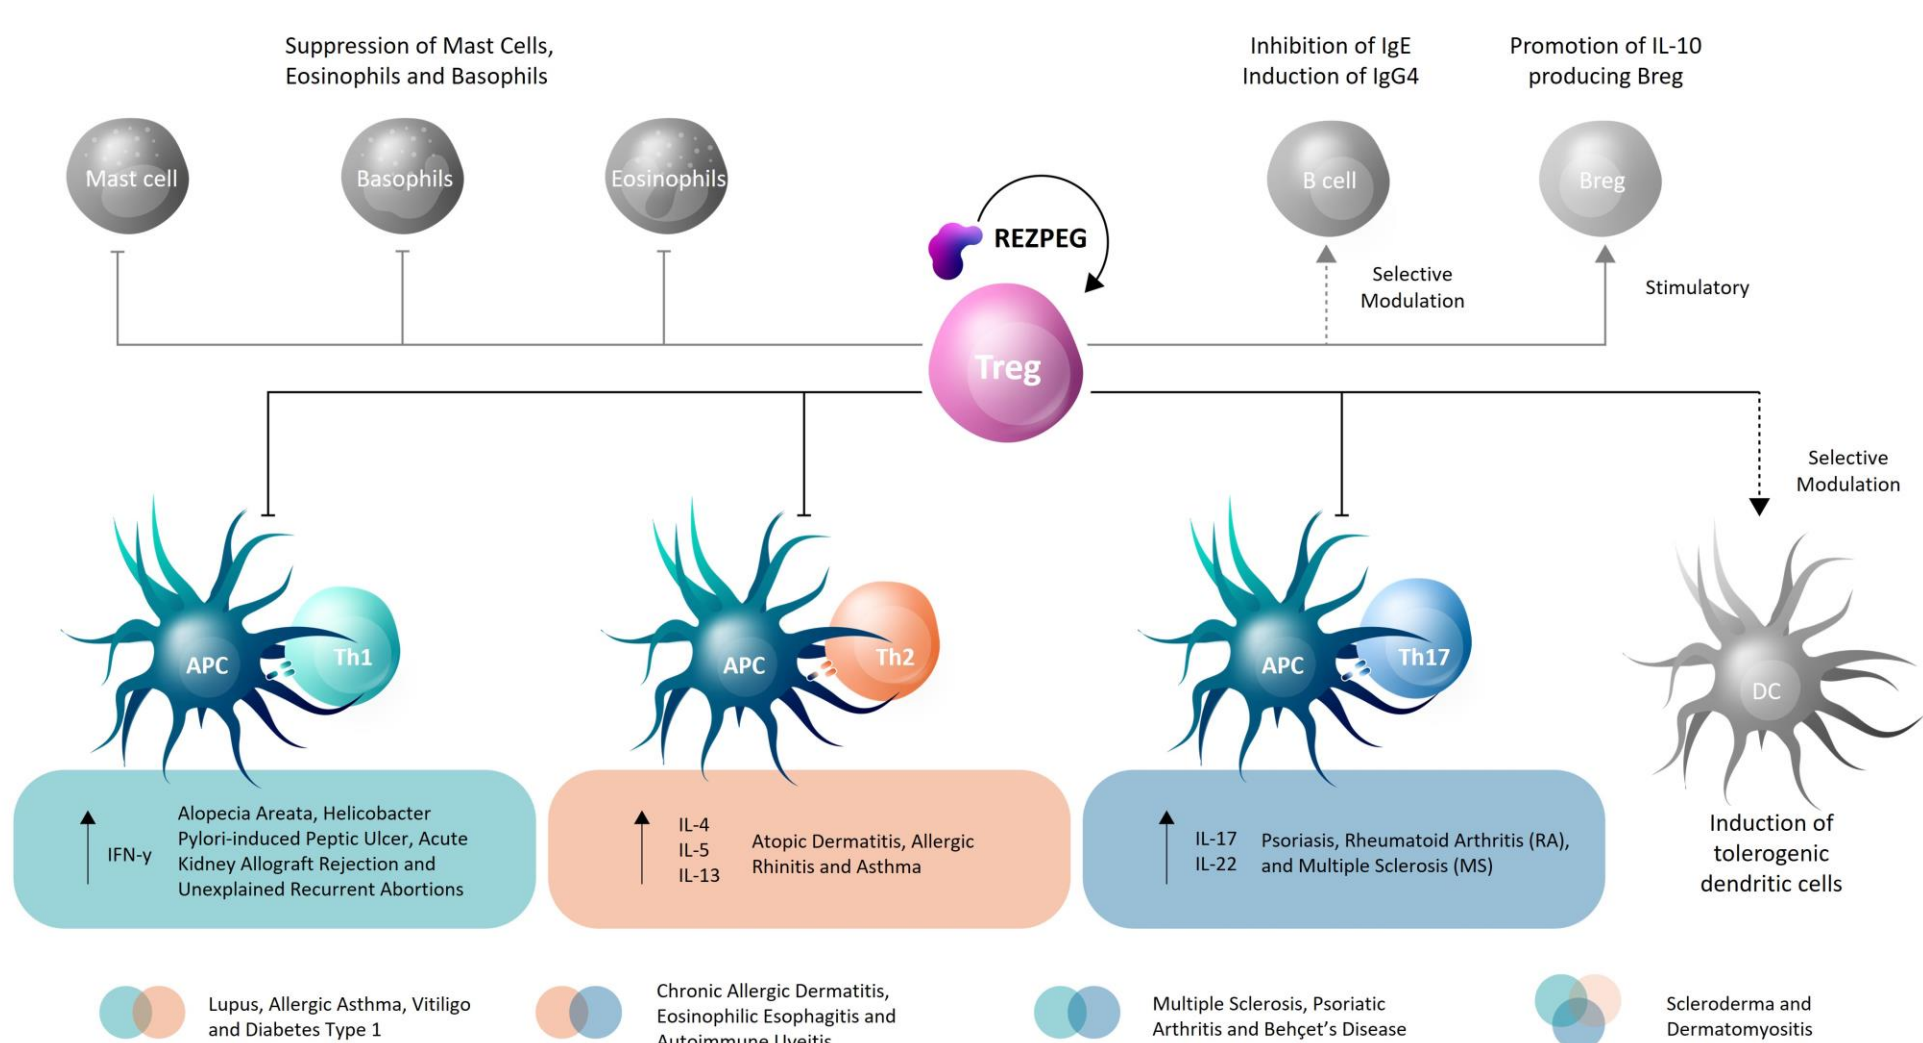 Suppression of Mast Cells,
Eosinophils and Basophils
Inhibition of IgE
Induction of IgG4
Promotion of IL-10
producing Breg
Mast cell
Basophils
Eosinophils
B cell
Breg
REZPEG
Selective
Modulation
Stimulatory
Treg
Selective
Modulation
APC
Th1
APC
Th2
APC
Th17
DC
IFN-y
Alopecia Areata, Helicobacter
Pylori-induced Peptic Ulcer, Acute
Kidney Allograft Rejection and
Unexplained Recurrent Abortions
IL-4
IL-5
IL-13
Atopic Dermatitis, Allergic
Rhinitis and Asthma
IL-17
IL-22
Psoriasis, Rheumatoid Arthritis (RA),
and Multiple Sclerosis (MS)
Induction of
tolerogenic
dendritic cells
Lupus, Allergic Asthma, Vitiligo
and Diabetes Type 1
Chronic Allergic Dermatitis,
Eosinophilic Esophagitis and
Autoimmune Uveitis
Multiple Sclerosis, Psoriatic
Arthritis and Behçet's Disease
Scleroderma and
Dermatomyositis